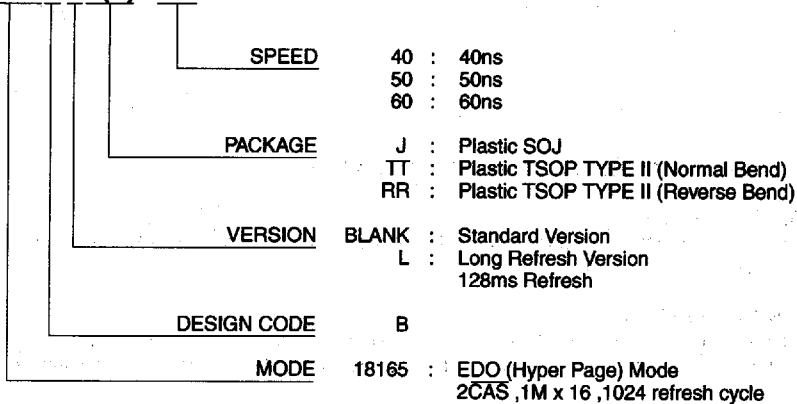 SPEED 40 : 40ns
50 : 50ns
60 : 60ns
PACKAGE J : Plastic SOJ
TT : Plastic TSOP TYPE II (Normal Bend)
RR : Plastic TSOP TYPE II (Reverse Bend)
VERSION BLANK : Standard Version
L : Long Refresh Version
128ms Refresh
DESIGN CODE B
MODE 18165 : EDO (Hyper Page) Mode
2CAS ,1M x 16 ,1024 refresh cycle